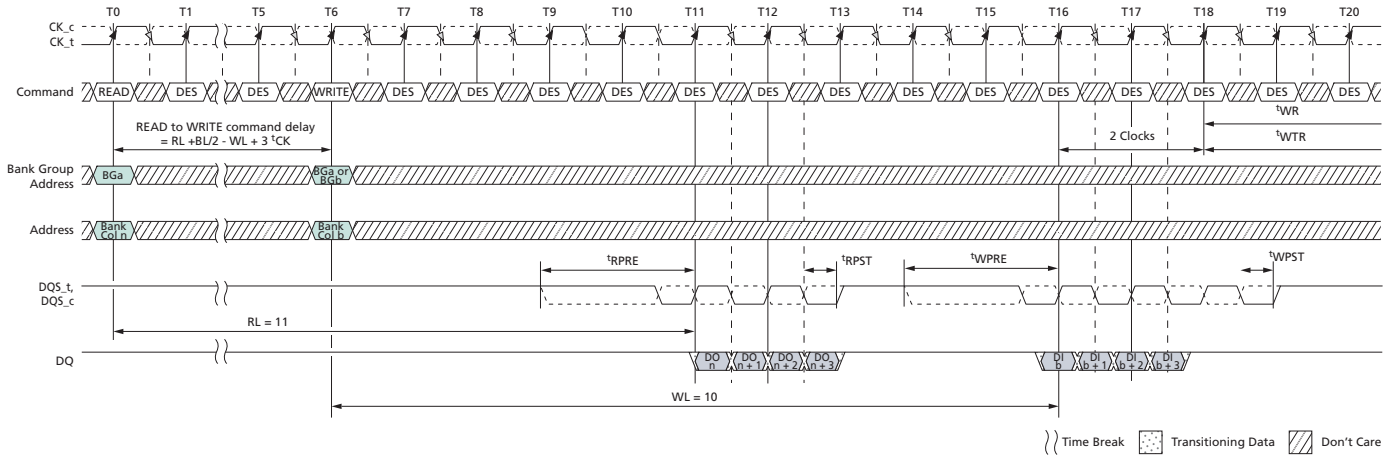 T0 T1 T5 T6 T7 T8 T9 T10 T11 T12 T13 T14 T15 T16 T17 T18 T19 T20
CK_c
CK_t
Command READ DES DES WRITE DES DES DES DES DES DES DES DES DES DES DES DES DES DES
tWR
READ to WRITE command delay
= RL +BL/2 - WL + 3 tCK
2 Clocks
tWTR
Bank Group
Address
BGa
BGa or
BGb
Address
Bank
Col n
Bank
Col b
tRPRE tRPST tWPRE tWPST
DQS_t,
DQS_c
RL = 11
DQ
DO
n
DO
n + 1
DO
n + 2
DO
n + 3
DI
b
DI
b + 1
DI
b + 2
DI
b + 3
WL = 10
Time Break Transitioning Data Don't Care